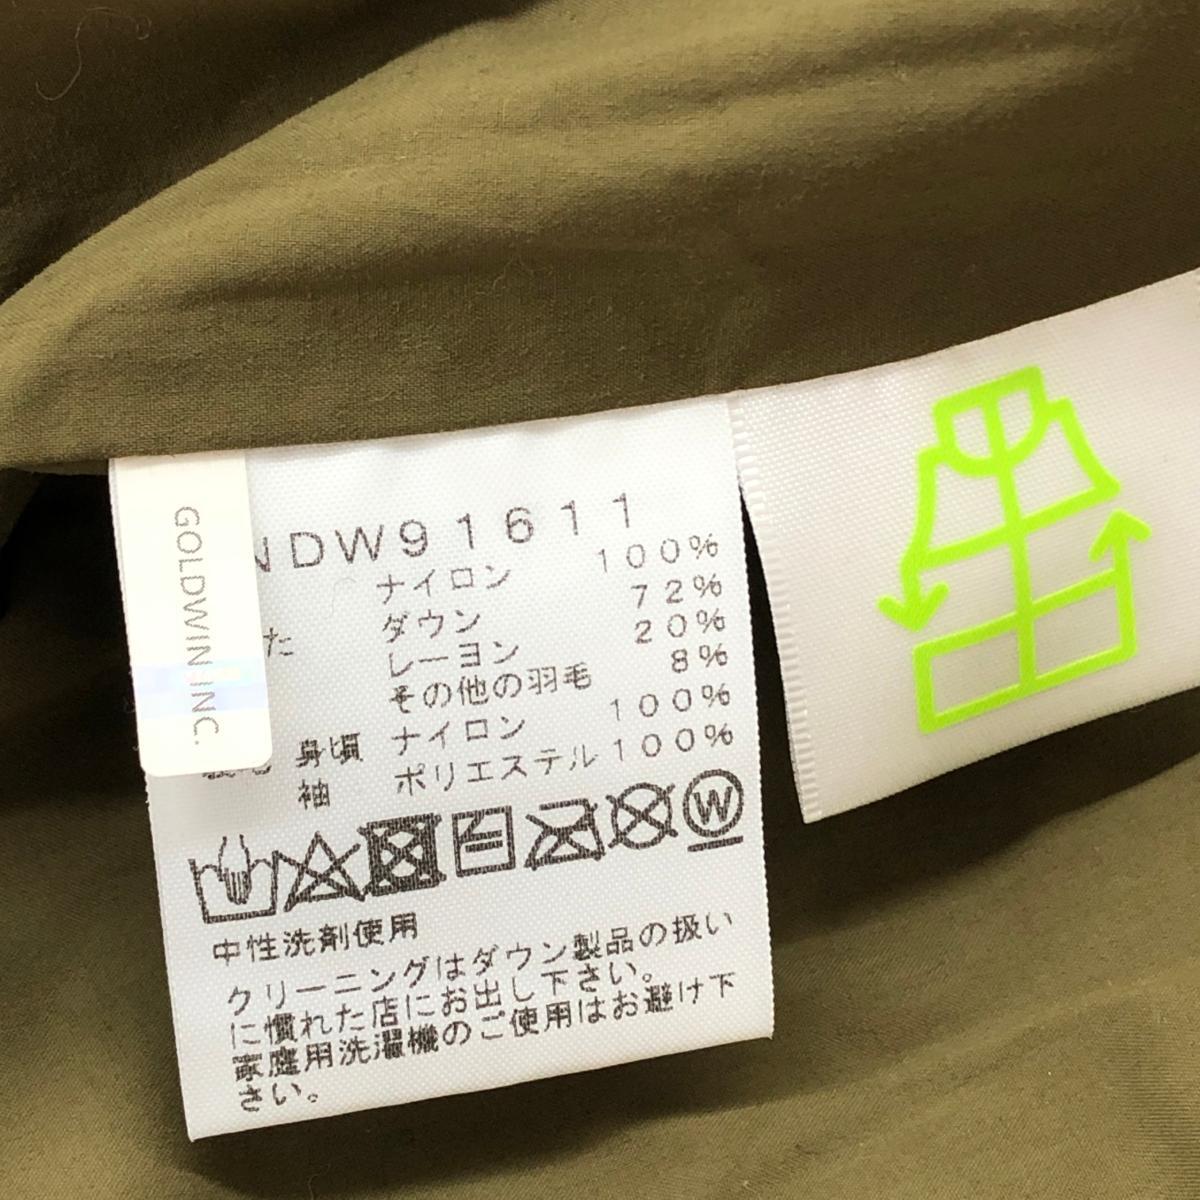 GOLDWIN INC.
NDW91611
ナイロン 100%
た ダウン 72%
レーヨン 20%
その他の羽毛 8%
身頃 ナイロン 100%
袖 ポリエステル 100%
W
中性洗剤使用
クリーニングはダウン製品の扱い
に慣れた店にお出し下さい。
家庭用洗濯機のご使用はお避け下
さい。